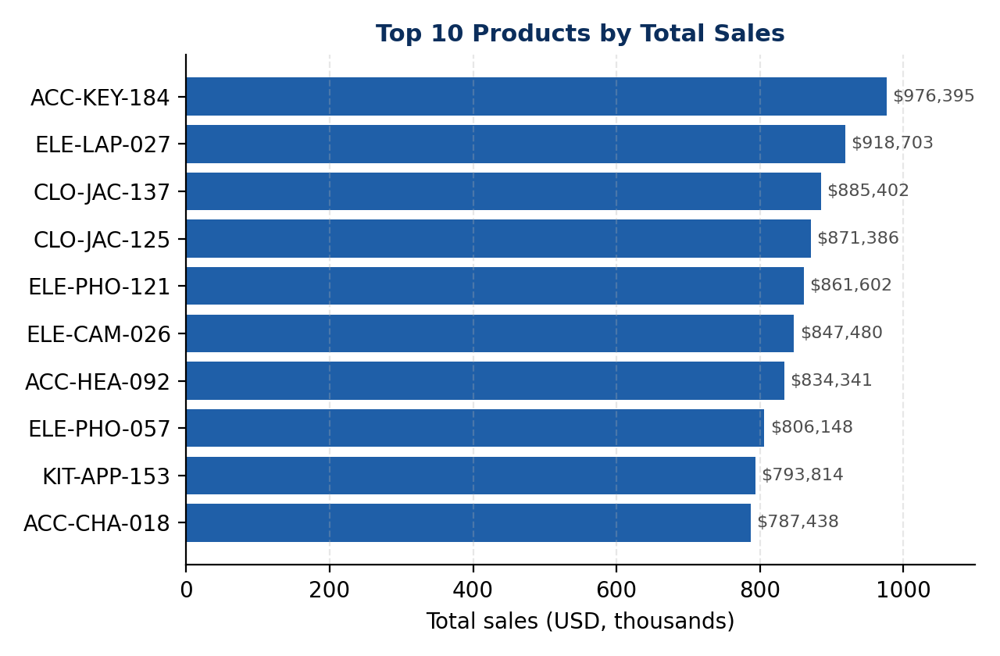 Top 10 Products by Total Sales
ACC-KEY-184 $976,395
ELE-LAP-027 $918,703
CLO-JAC-137 $885,402
CLO-JAC-125 $871,386
ELE-PHO-121 $861,602
ELE-CAM-026 $847,480
ACC-HEA-092 $834,341
ELE-PHO-057 $806,148
KIT-APP-153 $793,814
ACC-CHA-018 $787,438
0 200 400 600 800 1000
Total sales (USD, thousands)